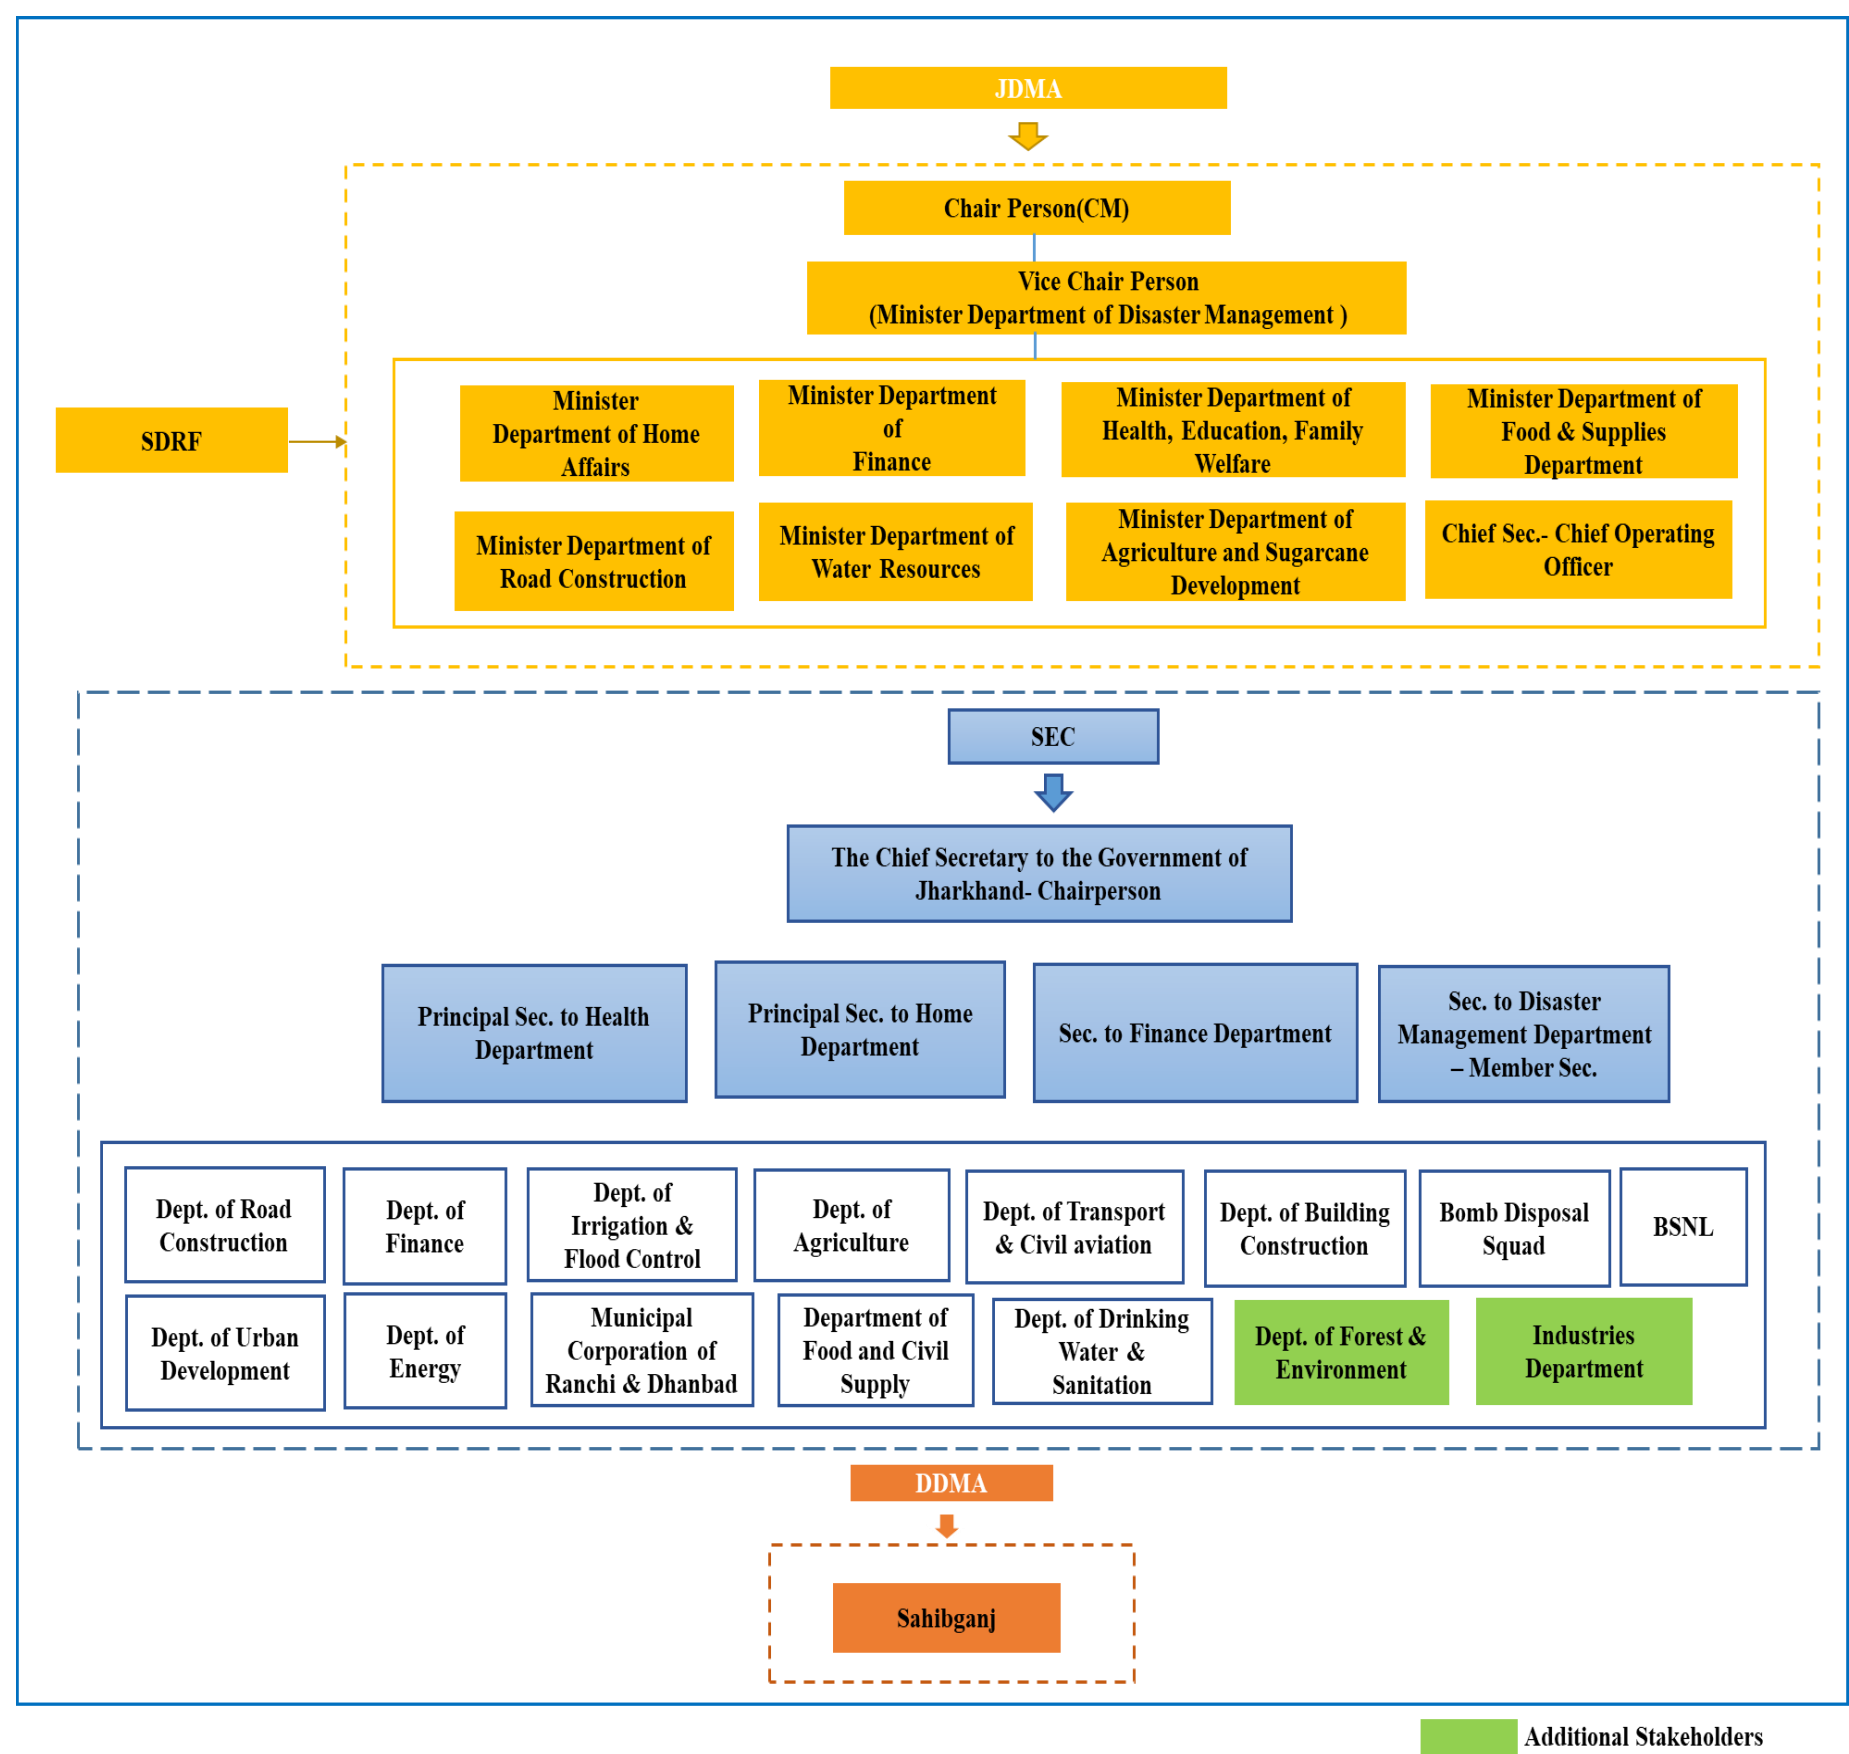 JDMA
Chair Person(CM)
Vice Chair Person
(Minister Department of Disaster Management )
SDRF
Minister
Department of Home
Affairs
Minister Department
of
Finance
Minister Department of
Health, Education, Family
Welfare
Minister Department of
Food & Supplies
Department
Minister Department of
Road Construction
Minister Department of
Water Resources
Minister Department of
Agriculture and Sugarcane
Development
Chief Sec.- Chief Operating
Officer
SEC
The Chief Secretary to the Government of
Jharkhand- Chairperson
Principal Sec. to Health
Department
Principal Sec. to Home
Department
Sec. to Finance Department
Sec. to Disaster
Management Department
– Member Sec.
Dept. of Road
Construction
Dept. of
Finance
Dept. of
Irrigation &
Flood Control
Dept. of
Agriculture
Dept. of Transport
& Civil aviation
Dept. of Building
Construction
Bomb Disposal
Squad
BSNL
Dept. of Urban
Development
Dept. of
Energy
Municipal
Corporation of
Ranchi & Dhanbad
Department of
Food and Civil
Supply
Dept. of Drinking
Water &
Sanitation
Dept. of Forest &
Environment
Industries
Department
DDMA
Sahibganj
Additional Stakeholders